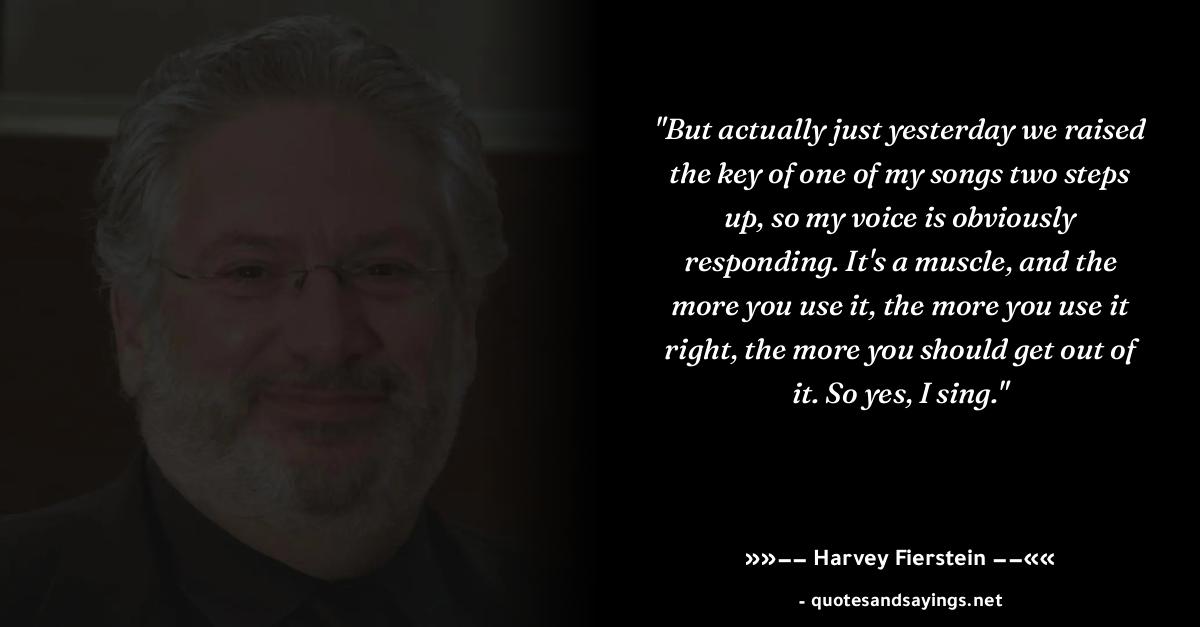 "But actually just yesterday we raised
the key of one of my songs two steps
up, so my voice is obviously
responding. It's a muscle, and the
more you use it, the more you use it
right, the more you should get out of
it. So yes, I sing."
»»−− Harvey Fierstein −−««
- quotesandsayings.net